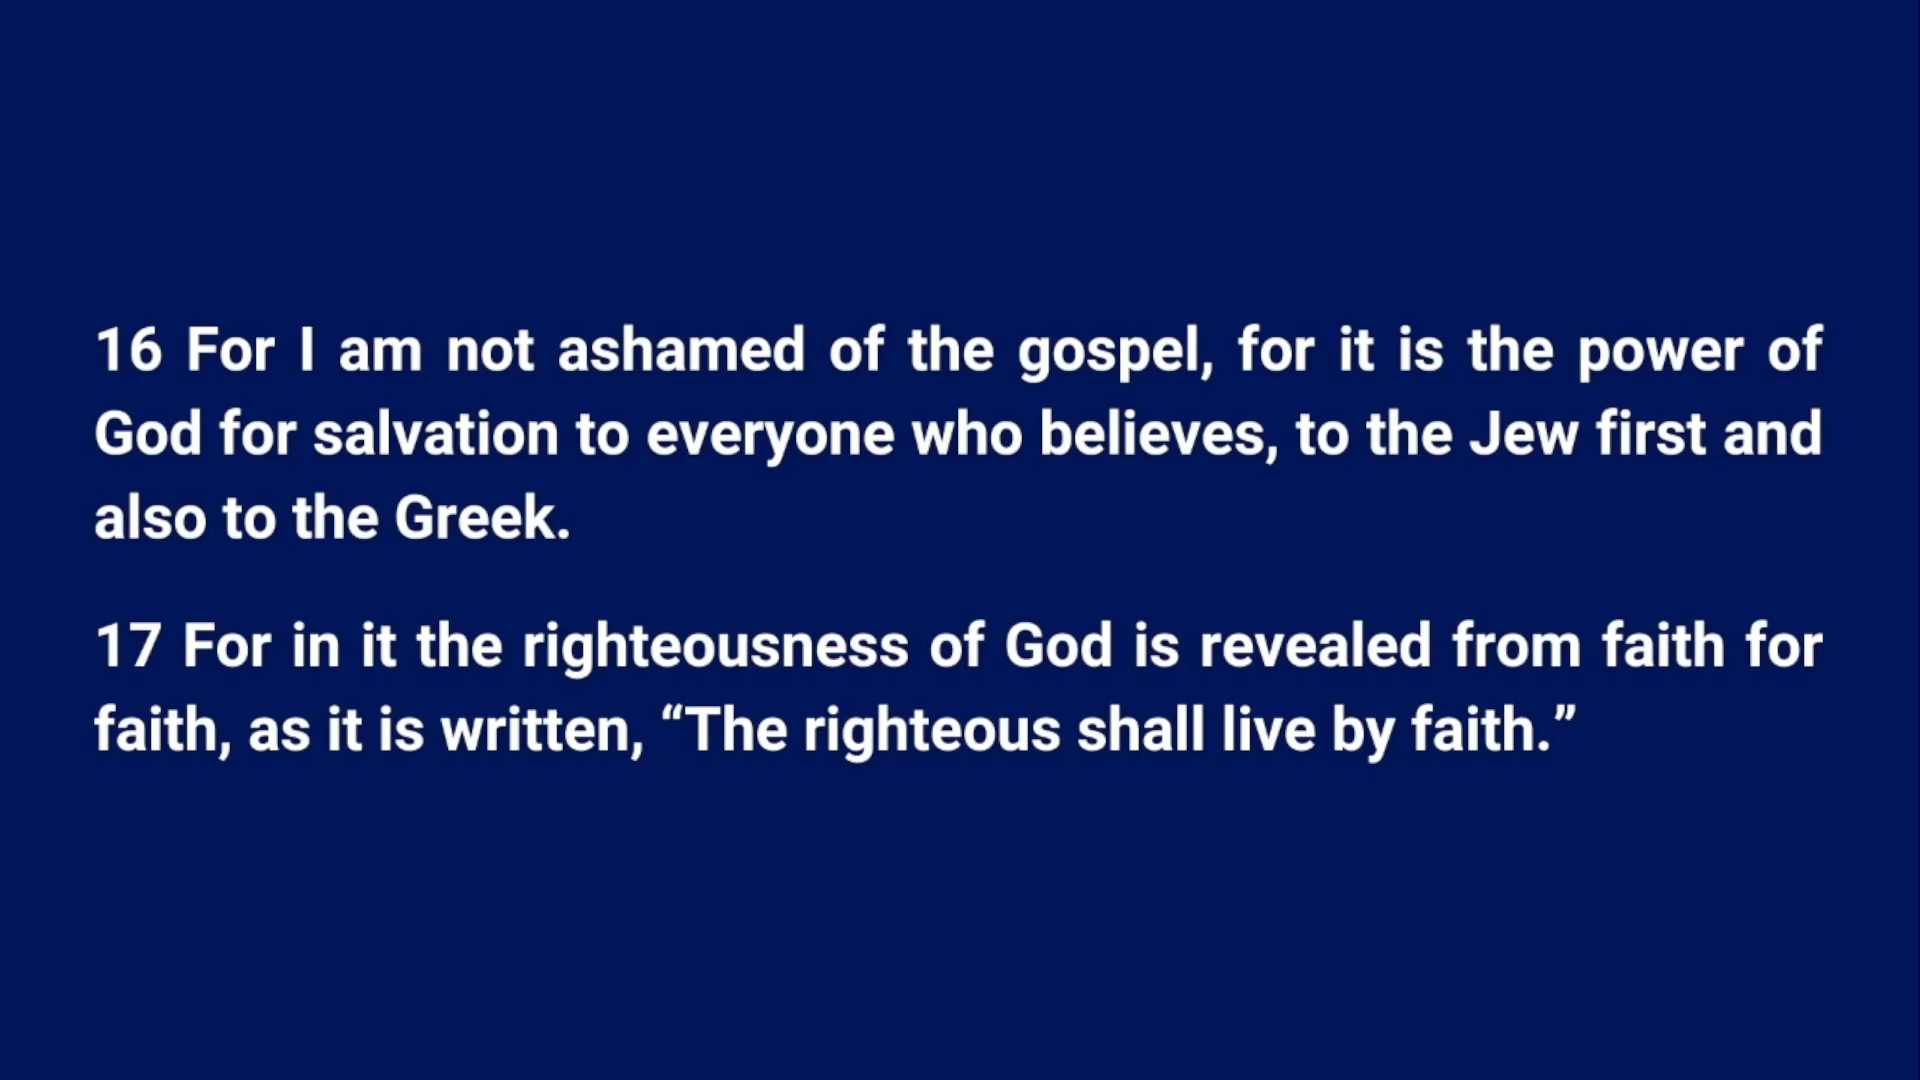 16 For I am not ashamed of the gospel, for it is the power of
God for salvation to everyone who believes, to the Jew first and
also to the Greek.
17 For in it the righteousness of God is revealed from faith for
faith, as it is written, “The righteous shall live by faith.”